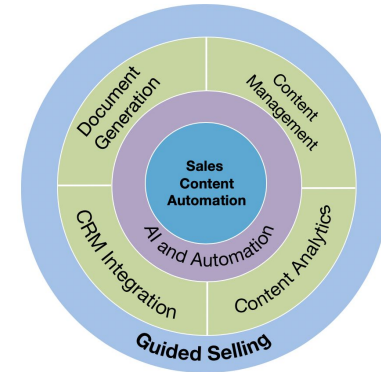 Document
Generation
Content
Management
Sales
Content
Automation
AI and Automation
CRM Integration
Content Analytics
Guided Selling